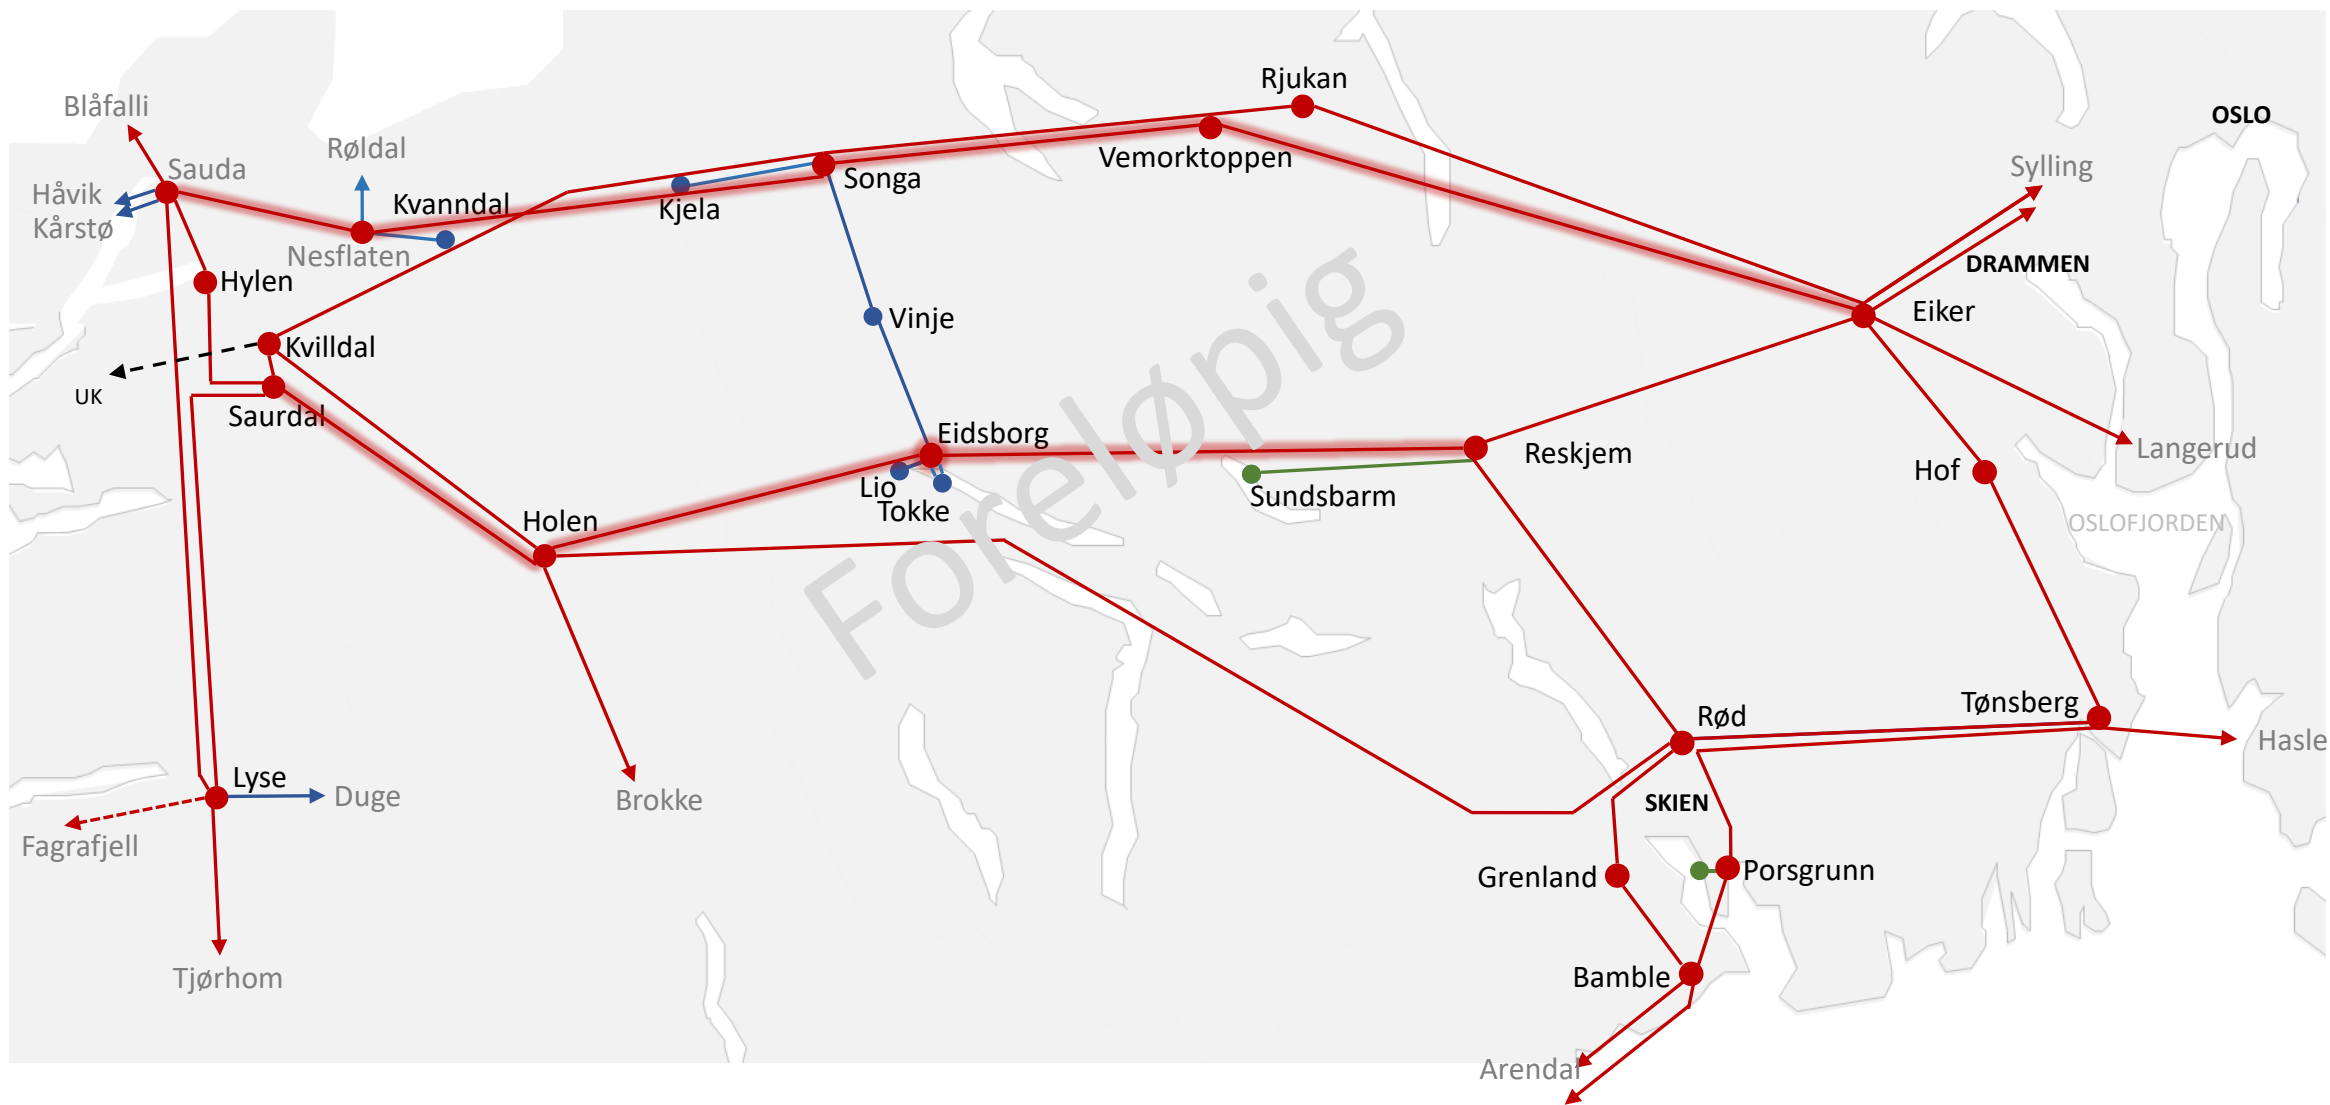 Rjukan
Blåfalli
OSLO
Røldal
Vemorktoppen
Sauda
Songa
Sylling
Håvik
Kvanndal
Kjela
Kårstø
Nesflaten
DRAMMEN
Hylen
Eiker
Vinje
Kvilldal
UK
Saurdal
Eidsborg
Reskjem
Langerud
Hof
Lio
Sundsbarm
Tokke
Holen
OSLOFJORDEN
Foreløpig
Tønsberg
Rød
Hasle
Lyse
Duge
Brokke
SKIEN
Fagrafjell
Grenland
Porsgrunn
Tjørhom
Bamble
Arendal